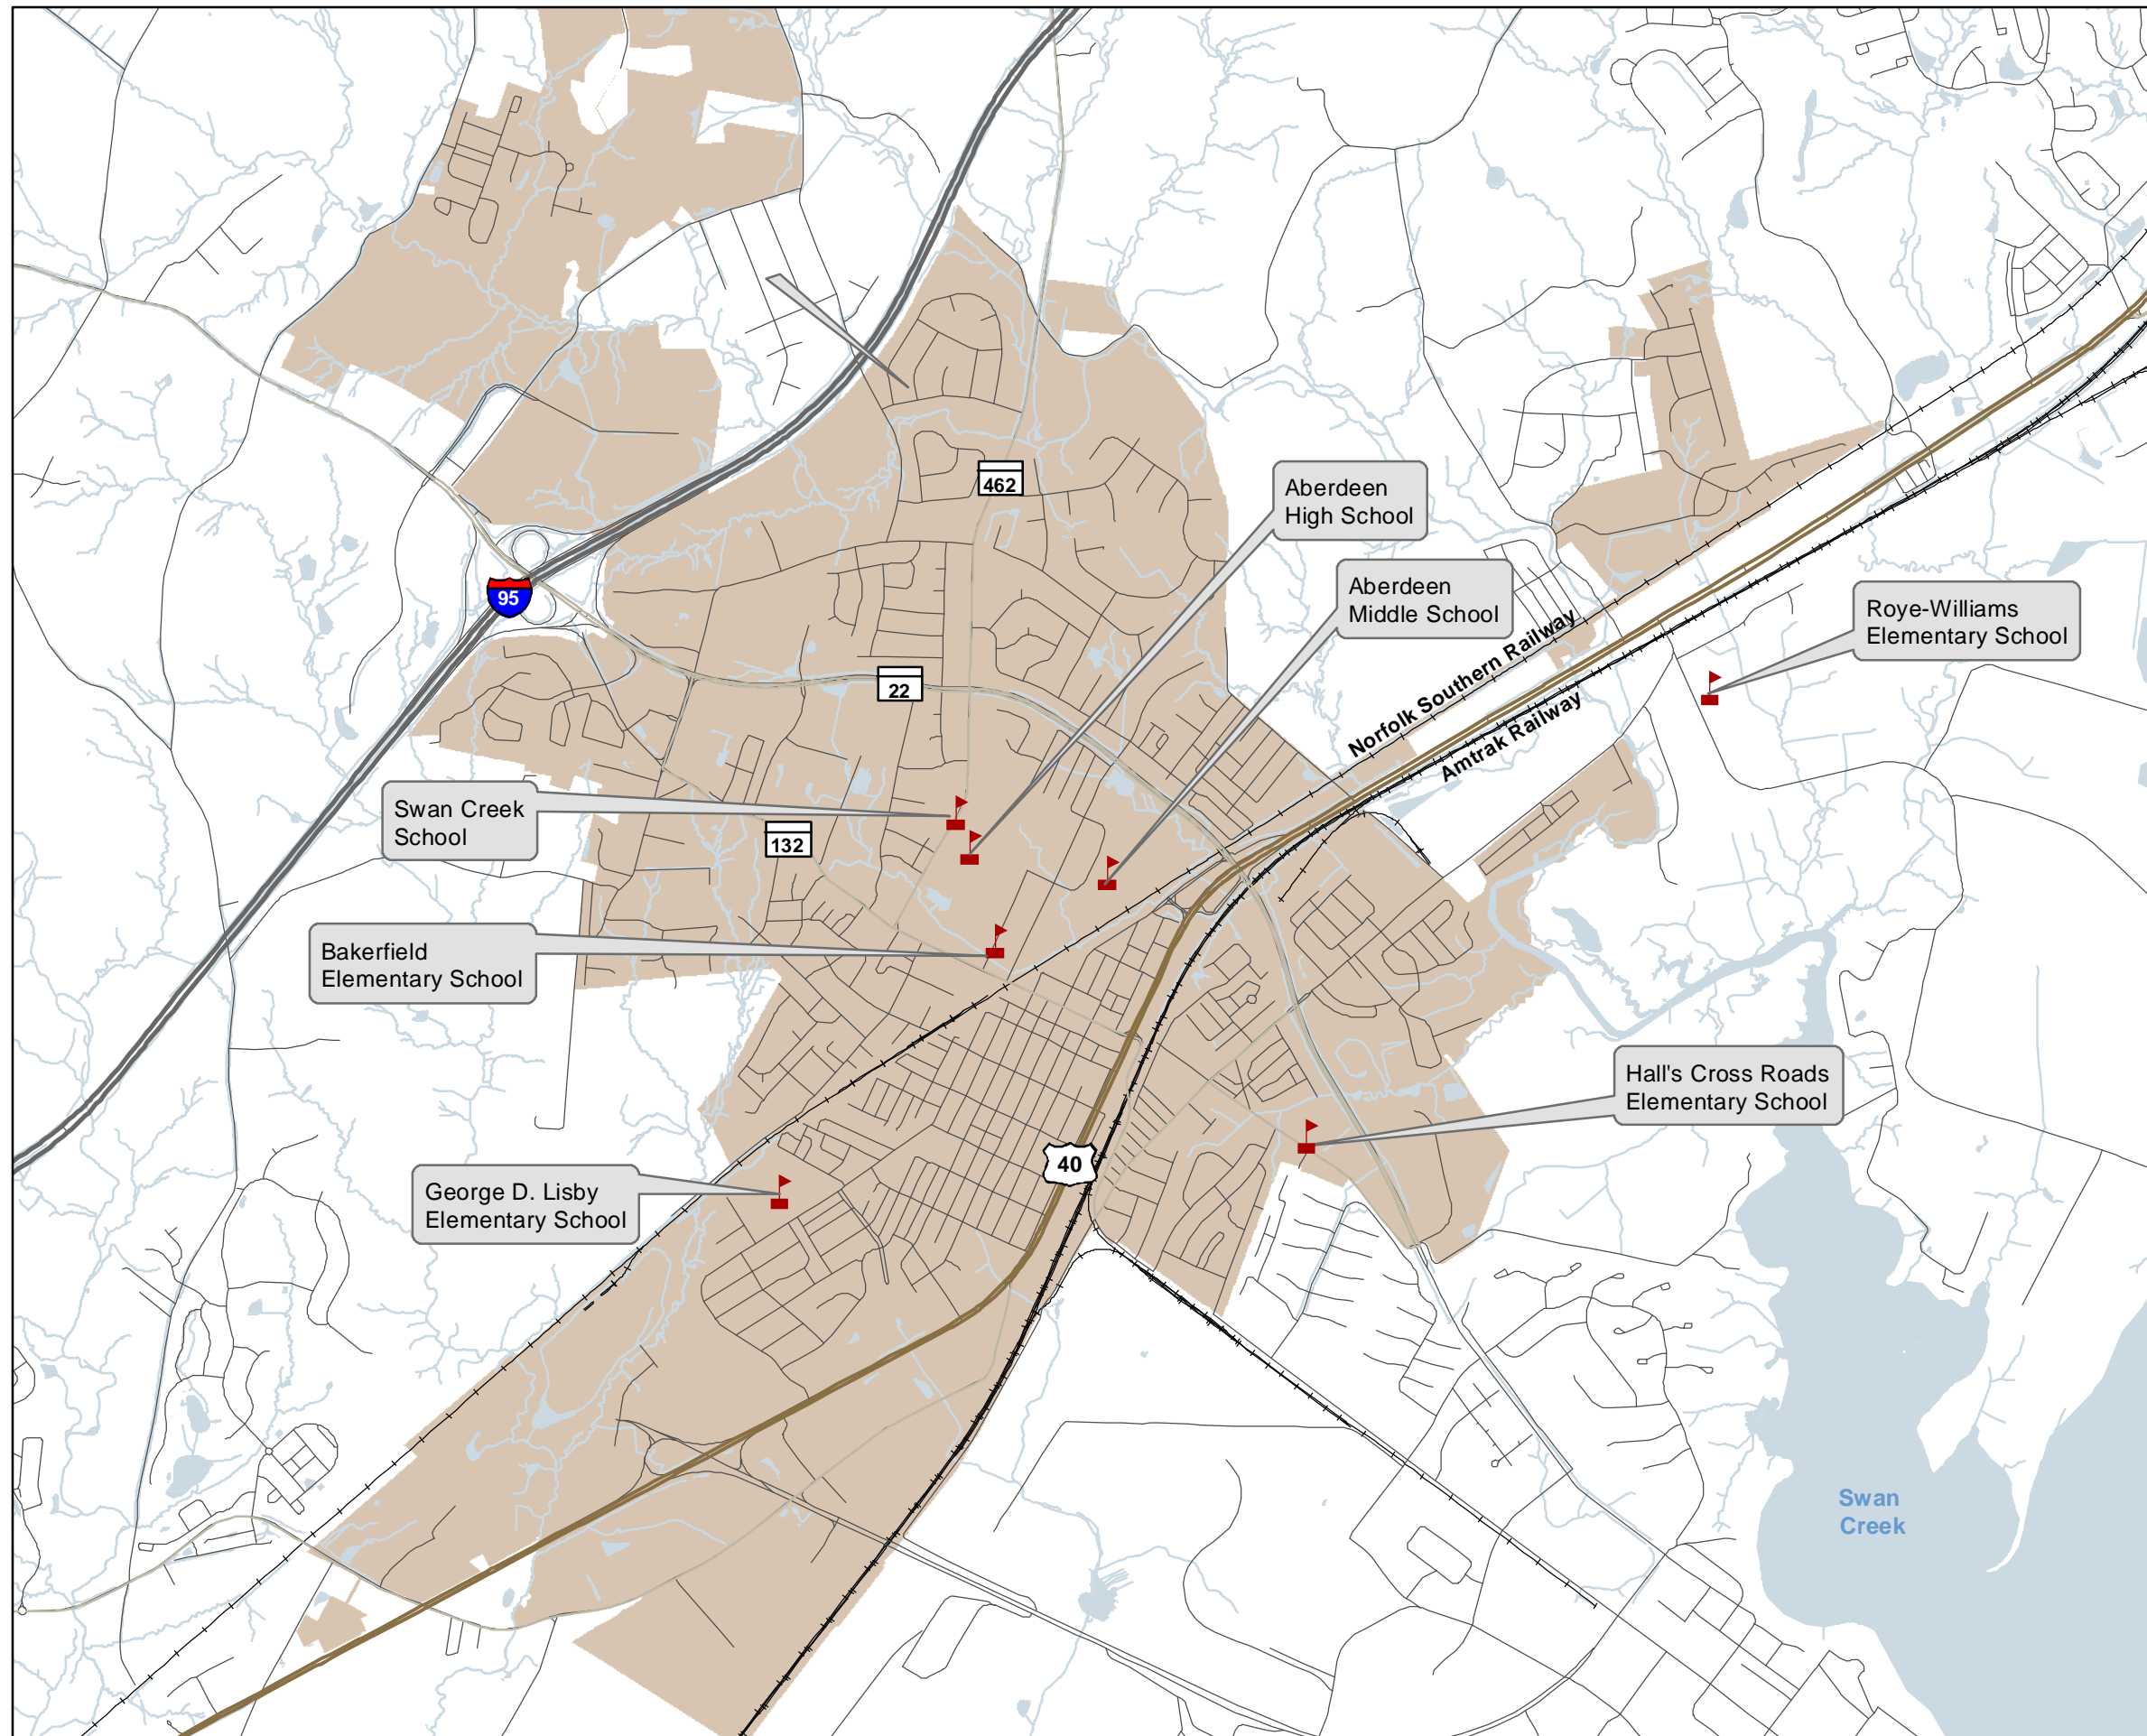 462
Aberdeen
High School
Aberdeen
Middle School
95
Roye-Williams
Elementary School
Norfolk Southern Railway
22
Amtrak Railway
Swan Creek
School
132
Bakerfield
Elementary School
Hall's Cross Roads
Elementary School
40
George D. Lisby
Elementary School
Swan
Creek